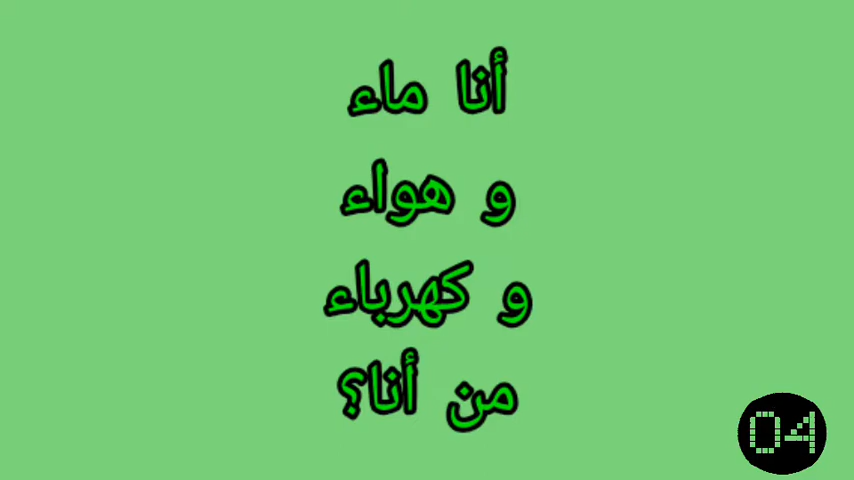 أنا ماء
و هواء
و كهرباء
من أنا؟
04